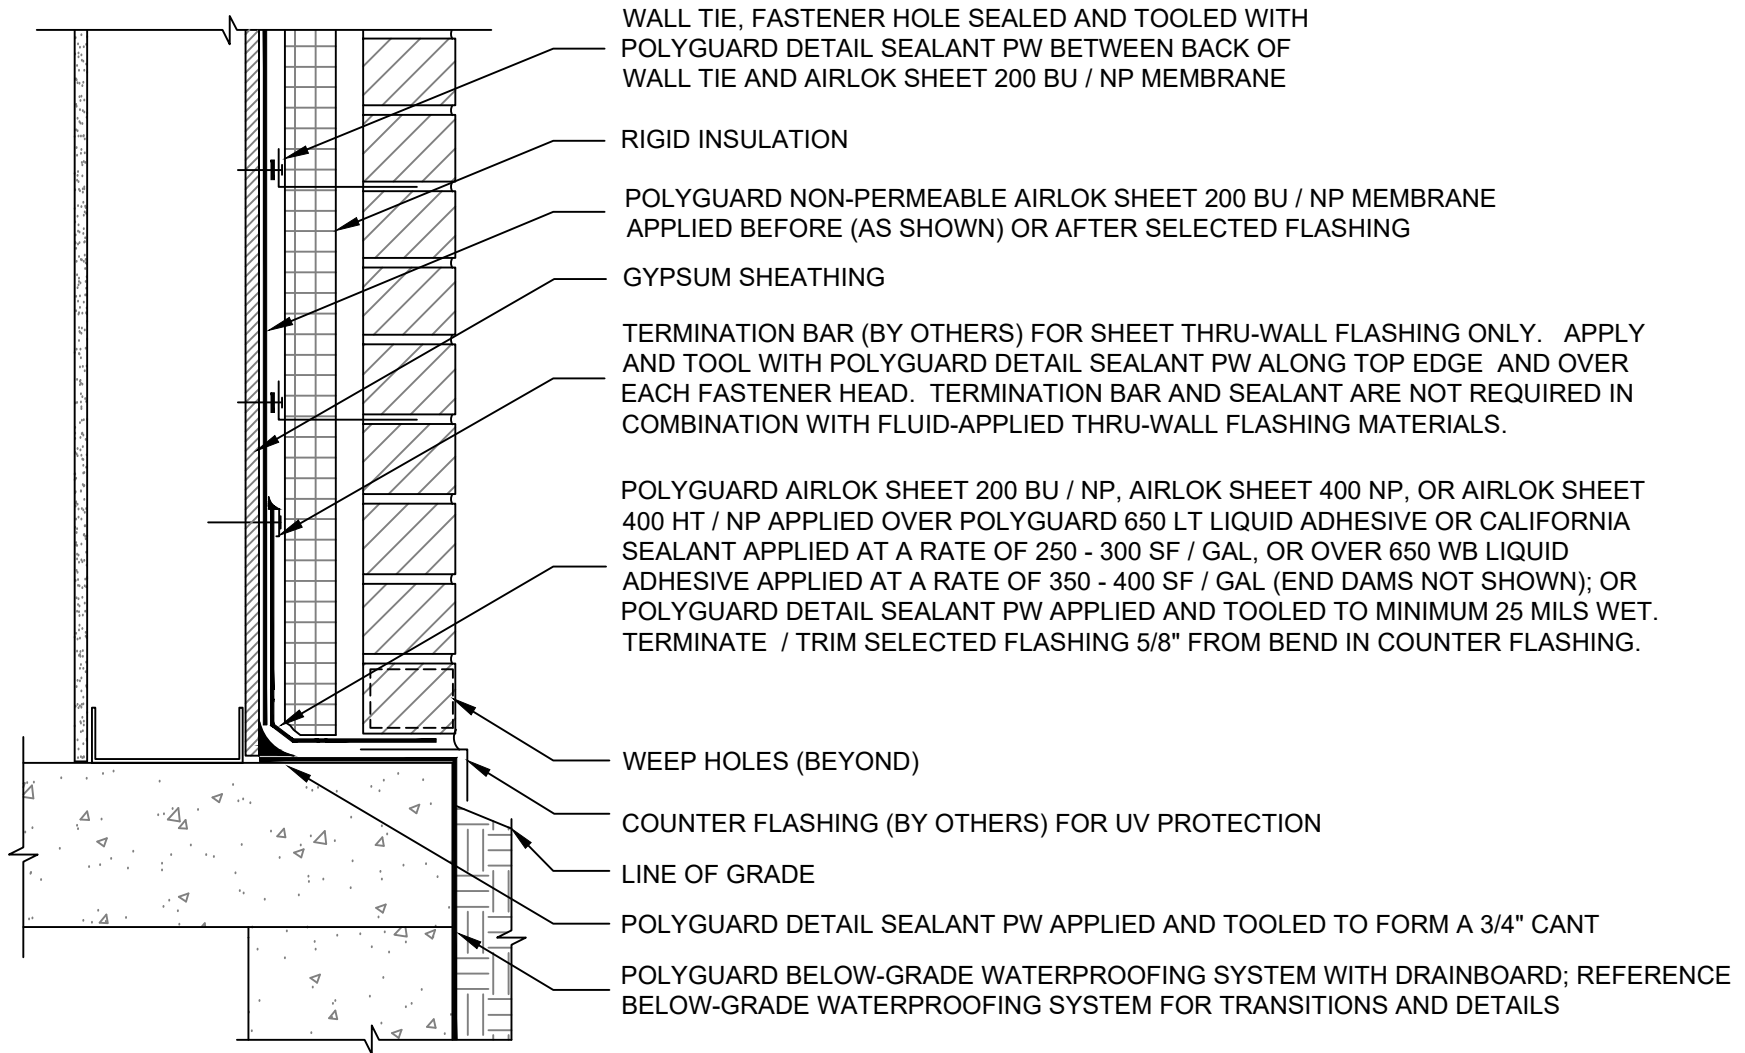 WALL TIE, FASTENER HOLE SEALED AND TOOLED WITH
POLYGUARD DETAIL SEALANT PW BETWEEN BACK OF
WALL TIE AND AIRLOK SHEET 200 BU / NP MEMBRANE
RIGID INSULATION
POLYGUARD NON-PERMEABLE AIRLOK SHEET 200 BU / NP MEMBRANE
APPLIED BEFORE (AS SHOWN) OR AFTER SELECTED FLASHING
GYPSUM SHEATHING
TERMINATION BAR (BY OTHERS) FOR SHEET THRU-WALL FLASHING ONLY. APPLY
AND TOOL WITH POLYGUARD DETAIL SEALANT PW ALONG TOP EDGE AND OVER
EACH FASTENER HEAD. TERMINATION BAR AND SEALANT ARE NOT REQUIRED IN
COMBINATION WITH FLUID-APPLIED THRU-WALL FLASHING MATERIALS.
POLYGUARD AIRLOK SHEET 200 BU / NP, AIRLOK SHEET 400 NP, OR AIRLOK SHEET
400 HT / NP APPLIED OVER POLYGUARD 650 LT LIQUID ADHESIVE OR CALIFORNIA
SEALANT APPLIED AT A RATE OF 250 - 300 SF / GAL, OR OVER 650 WB LIQUID
ADHESIVE APPLIED AT A RATE OF 350 - 400 SF / GAL (END DAMS NOT SHOWN); OR
POLYGUARD DETAIL SEALANT PW APPLIED AND TOOLED TO MINIMUM 25 MILS WET.
TERMINATE / TRIM SELECTED FLASHING 5/8" FROM BEND IN COUNTER FLASHING.
WEEP HOLES (BEYOND)
COUNTER FLASHING (BY OTHERS) FOR UV PROTECTION
LINE OF GRADE
POLYGUARD DETAIL SEALANT PW APPLIED AND TOOLED TO FORM A 3/4" CANT
POLYGUARD BELOW-GRADE WATERPROOFING SYSTEM WITH DRAINBOARD; REFERENCE
BELOW-GRADE WATERPROOFING SYSTEM FOR TRANSITIONS AND DETAILS